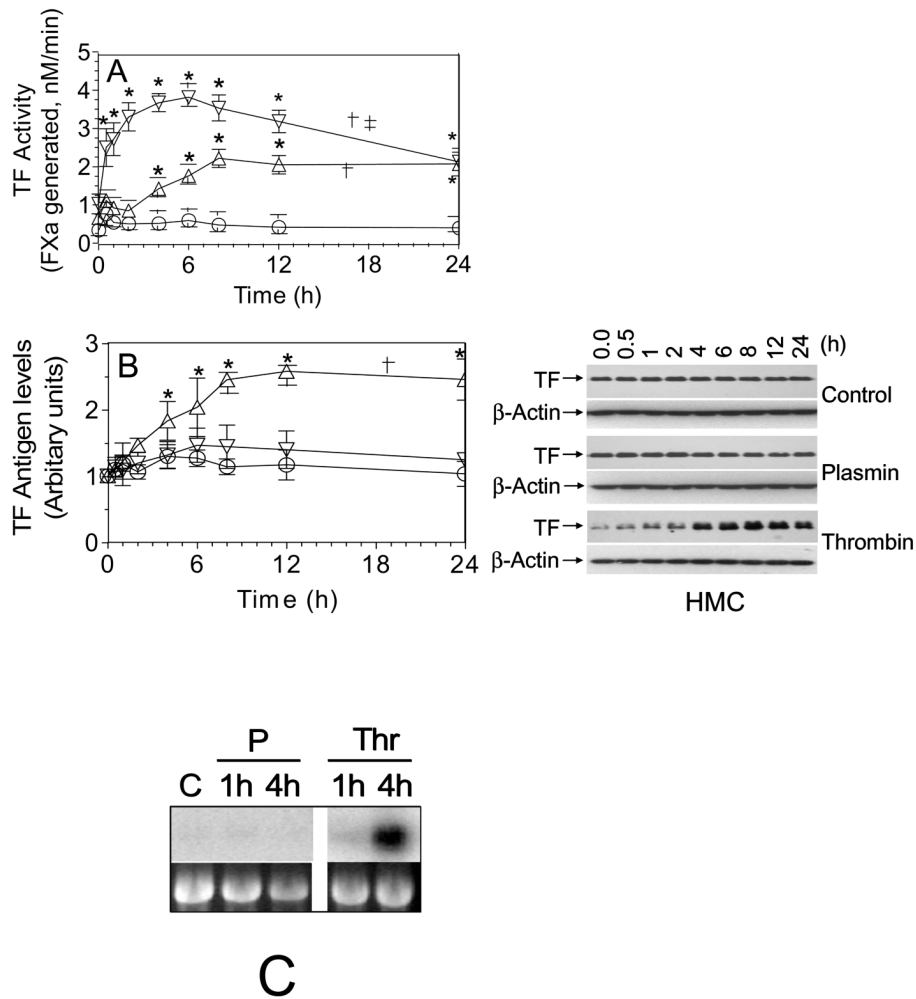 A
TF Activity
(FXa generated, nM/min)
5
4
3
2
1
0
* * * * * * * * *
* * * * *
*
† ‡
†
0 6 12 18 24
Time (h)
B
TF Antigen levels
(Arbitary units)
3
2
1
0
* * * * *
†
0 6 12 18 24
Time (h)
0.0 0.5 1 2 4 6 8 12 24 (h)
TF
Control
β-Actin
TF
Plasmin
β-Actin
TF
Thrombin
β-Actin
HMC
P Thr
C 1h 4h 1h 4h
C